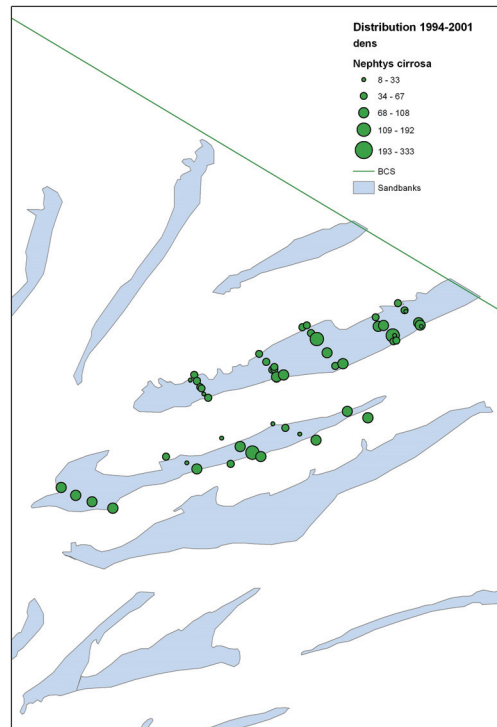 Distribution 1994-2001
dens
Nephtys cirrosa
8 - 33
34 - 67
68 - 108
109 - 192
193 - 333
BCS
Sandbanks